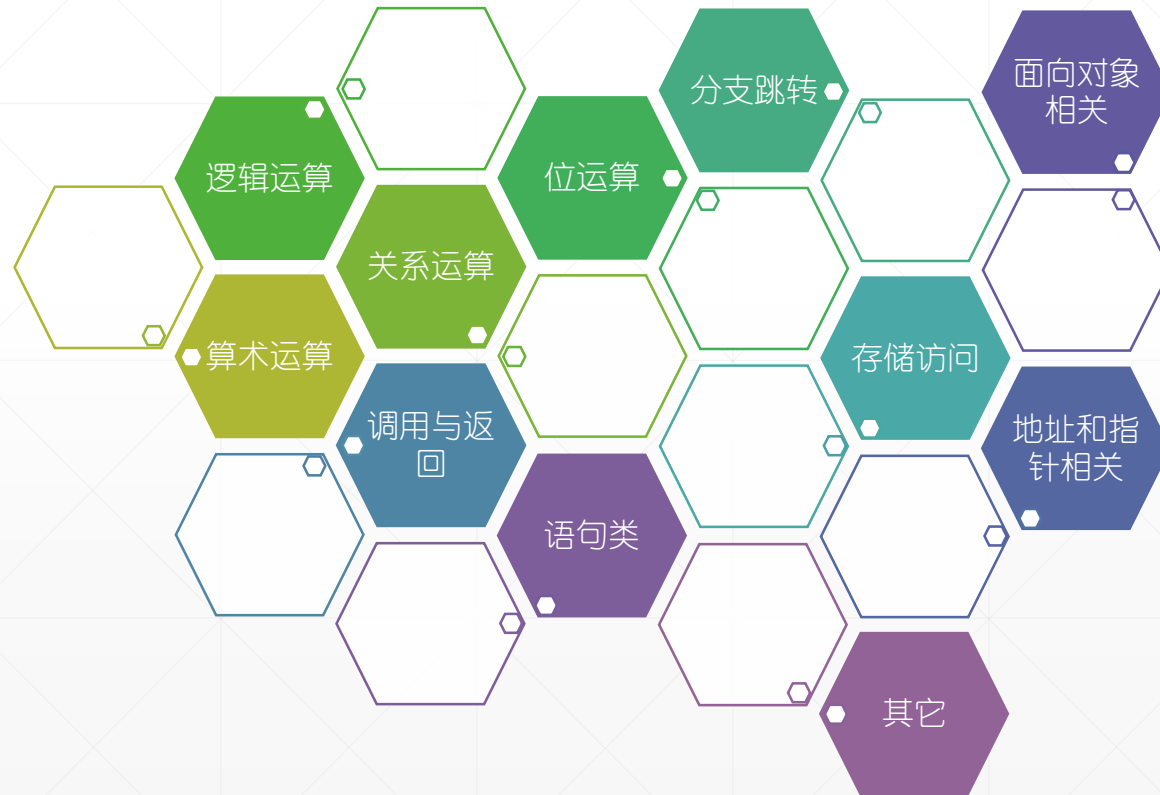 分支跳转
面向对象
相关
逻辑运算
位运算
关系运算
算术运算
存储访问
调用与返
回
地址和指
针相关
语句类
其它